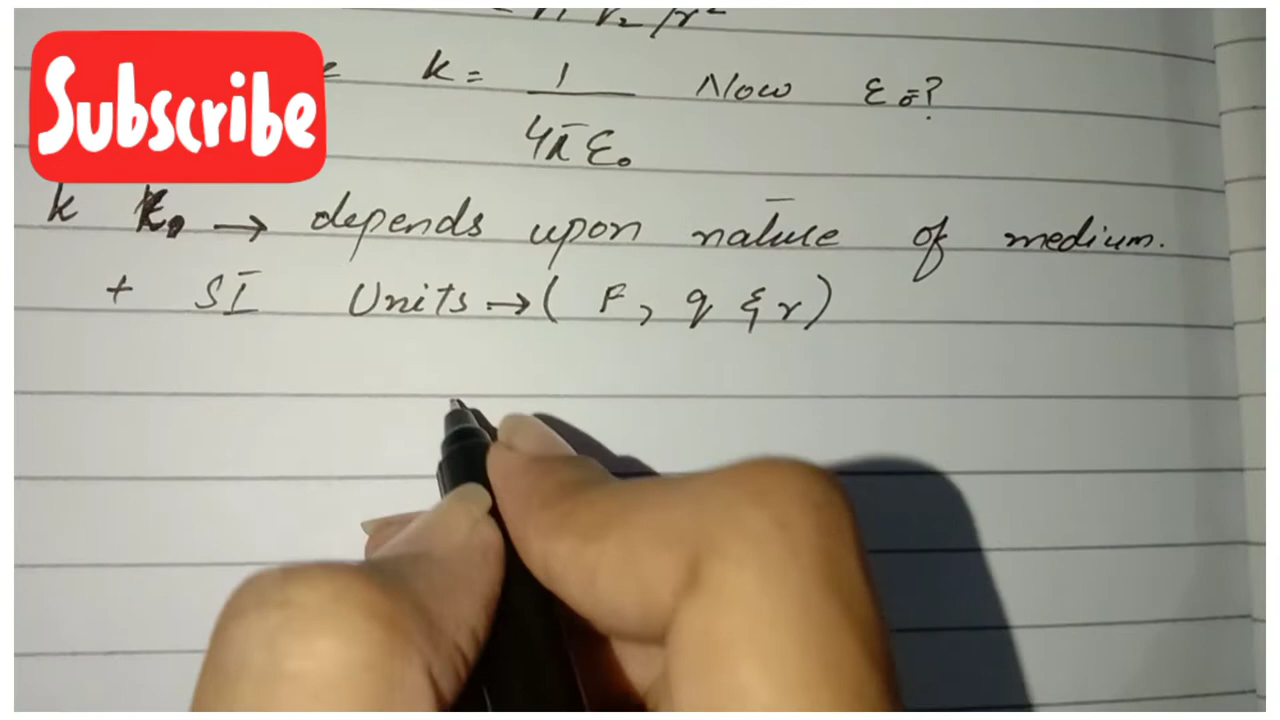 Subscribe
k = 1 / 4π ε₀ Now ε₀=?
k → depends upon nature of medium.
+ SI Units → ( F, q & r )